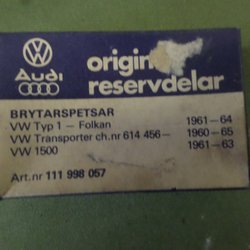 Audi
reservdelar
BRYTARSPETSAR
VW Typ 1 — Folkan 1961—64
VW Transporter ch.nr 614 456— 1960—65
VW 1500 1961—63
Art.nr 111 998 057